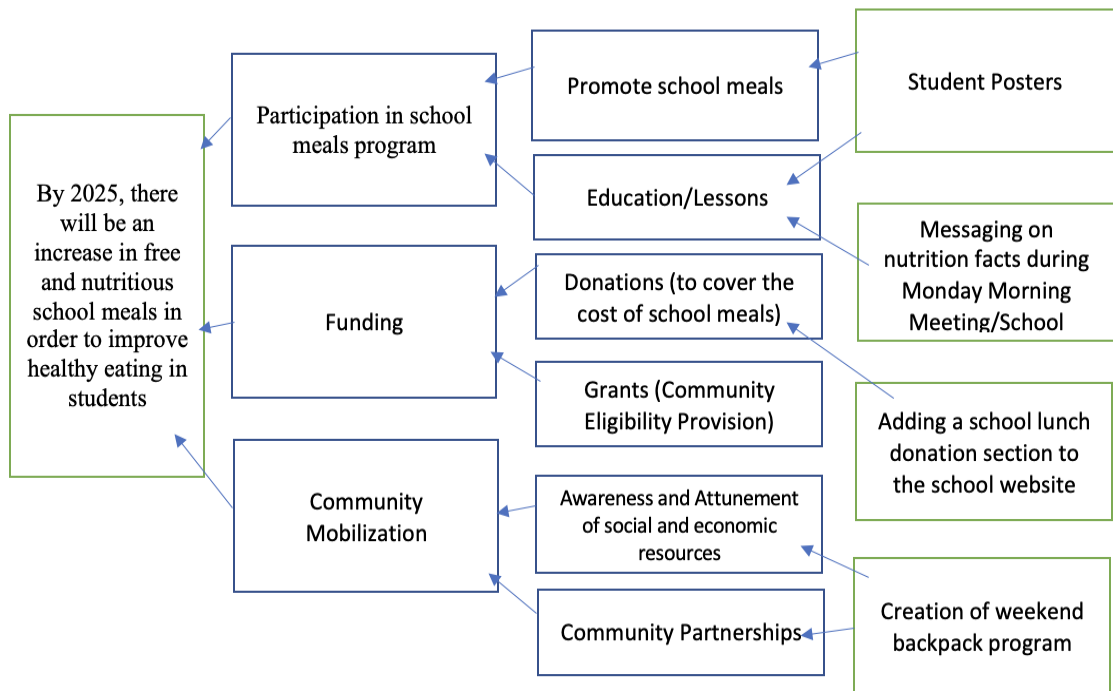 By 2025, there
will be an
increase in free
and nutritious
school meals in
order to improve
healthy eating in
students
Participation in school
meals program
Funding
Community
Mobilization
Promote school meals
Education/Lessons
Donations (to cover the
cost of school meals)
Grants (Community
Eligibility Provision)
Awareness and Attunement
of social and economic
resources
Community Partnerships
Student Posters
Messaging on
nutrition facts during
Monday Morning
Meeting/School
Adding a school lunch
donation section to
the school website
Creation of weekend
backpack program